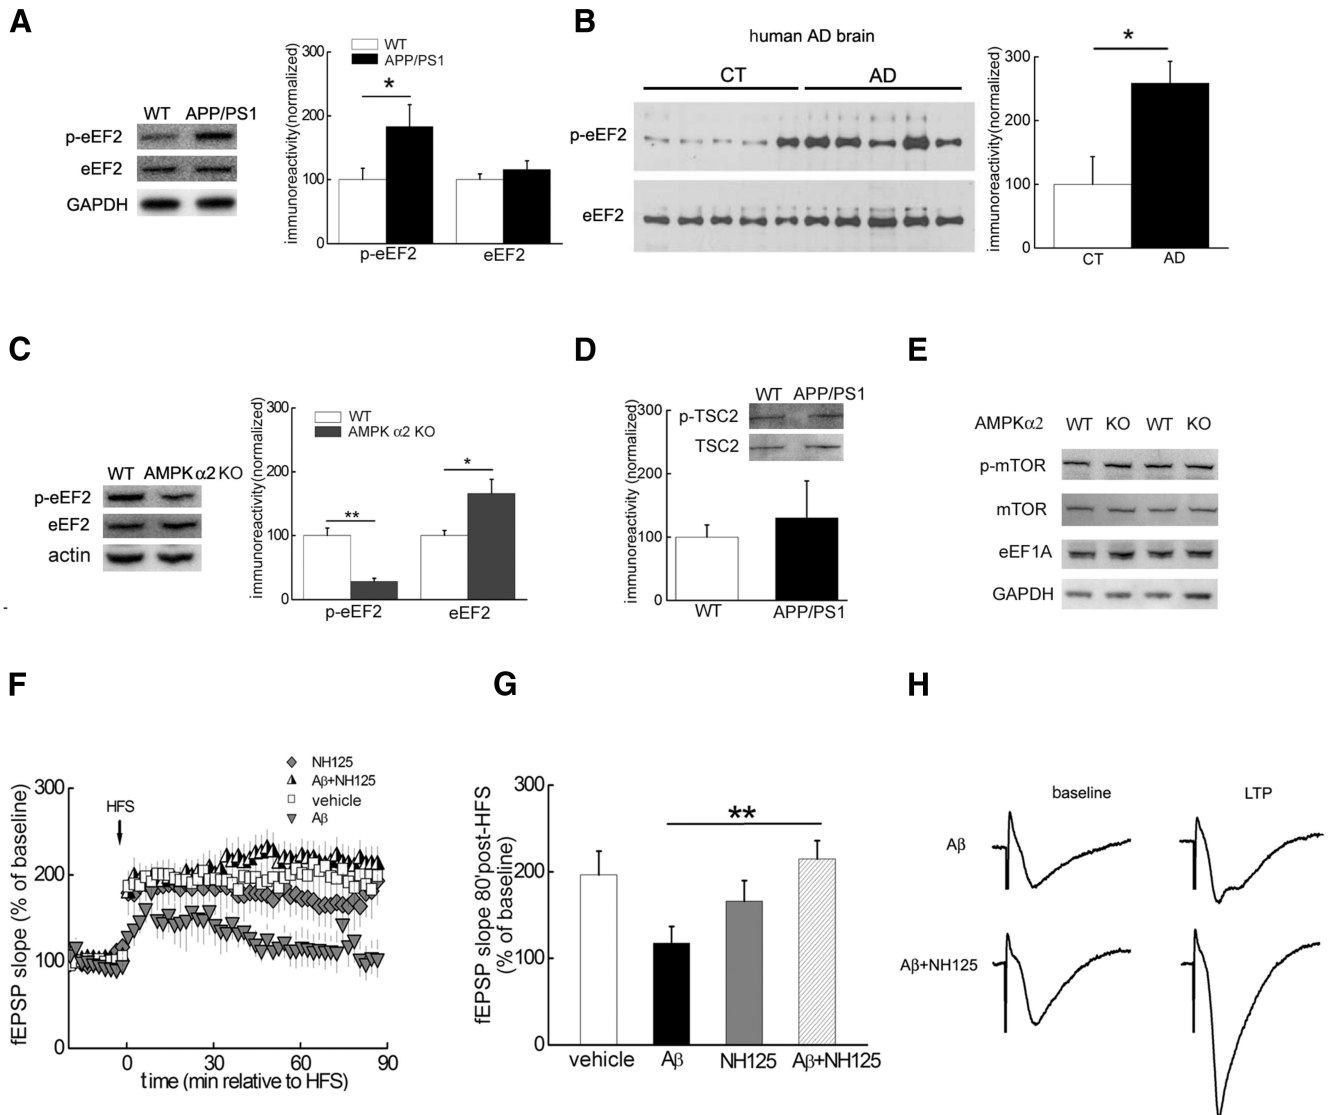 A
WT
APP/PS1
300
200
100
0
immunoreactivity(normalized)
*
WT APP/PS1
p-eEF2
eEF2
GAPDH
p-eEF2 eEF2
B
human AD brain
CT AD
p-eEF2
eEF2
*
300
200
100
0
immunoreactivity(normalized)
CT AD
C
WT AMPK α2 KO
p-eEF2
eEF2
actin
300
200
100
0
immunoreactivity(normalized)
WT
AMPK α2 KO
**
*
p-eEF2 eEF2
D
WT APP/PS1
p-TSC2
TSC2
300
200
100
0
immunoreactivity (normalized)
WT APP/PS1
E
AMPKα2 WT KO WT KO
p-mTOR
mTOR
eEF1A
GAPDH
F
NH125
Aβ+NH125
vehicle
Aβ
HFS
300
200
100
0
fEPSP slope (% of baseline)
0 30 60 90
time (min relative to HFS)
G
300
200
100
0
fEPSP slope 80'post-HFS
(% of baseline)
**
vehicle Aβ NH125 Aβ+NH125
H
baseline LTP
Aβ
Aβ+NH125